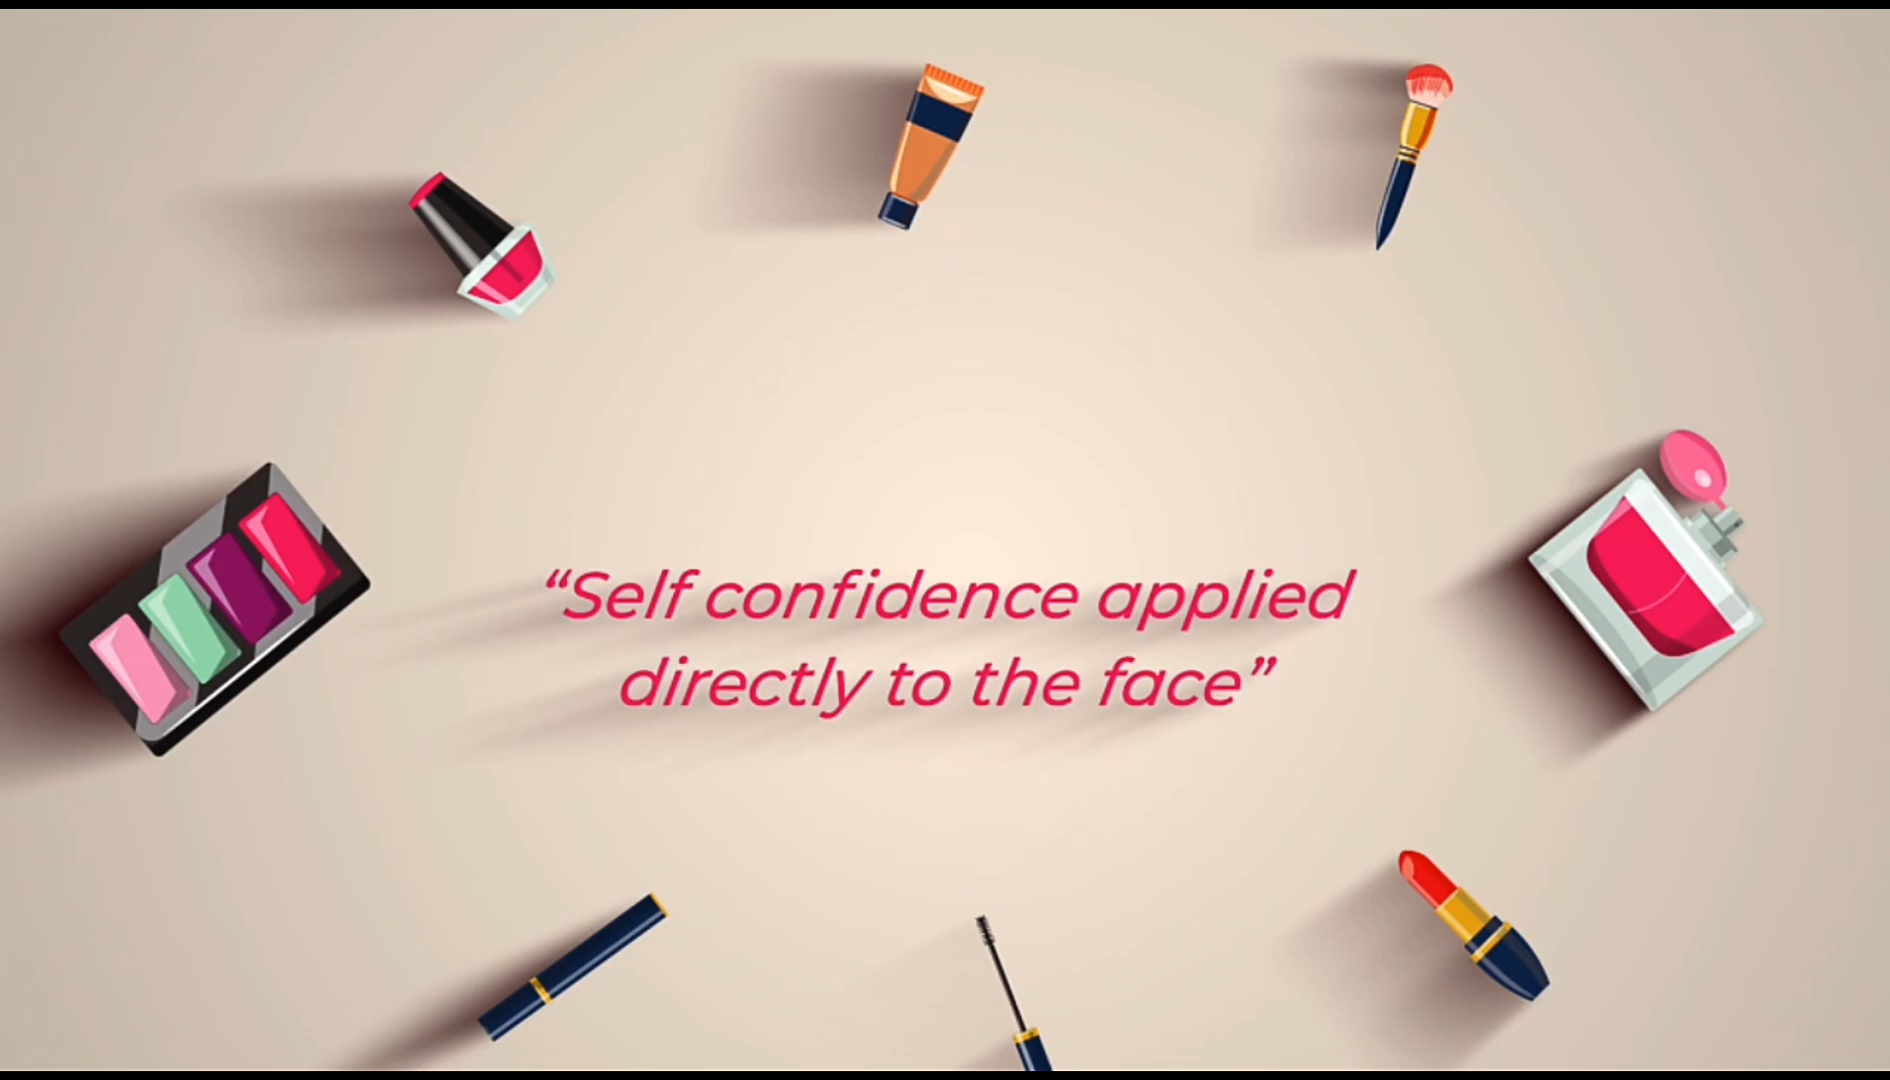 “Self confidence applied
directly to the face”